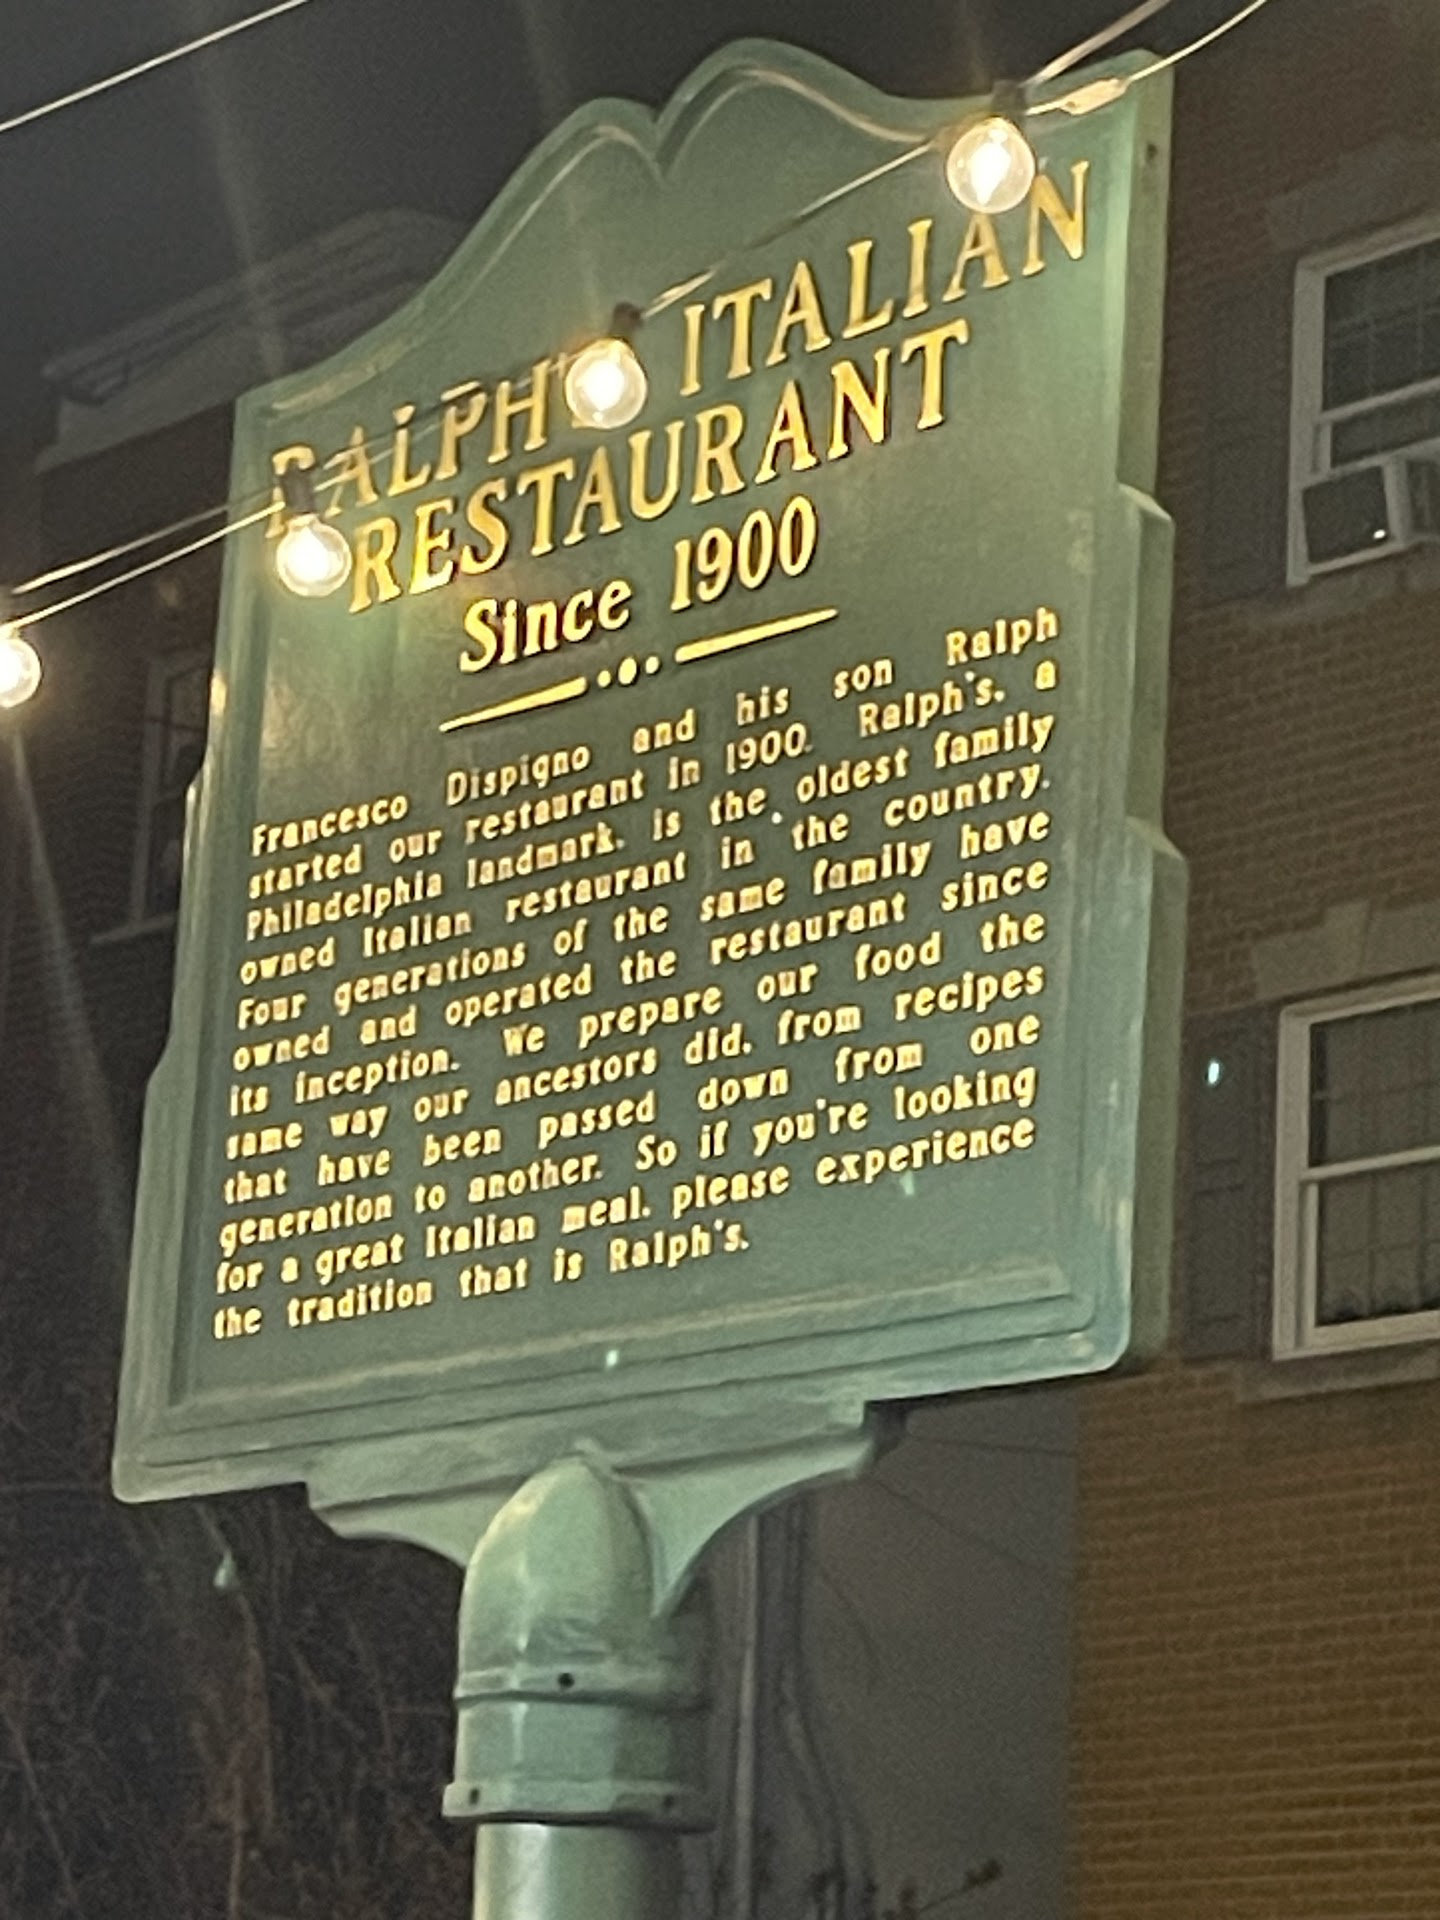 RALPH'S ITALIAN
RESTAURANT
Since 1900
Francesco Dispigno and his son Ralph
started our restaurant in 1900. Ralph's, a
Philadelphia landmark, is the oldest family
owned Italian restaurant in the country.
Four generations of the same family have
owned and operated the restaurant since
its inception. We prepare our food the
same way our ancestors did, from recipes
that have been passed down from one
generation to another. So if you're looking
for a great Italian meal, please experience
the tradition that is Ralph's.